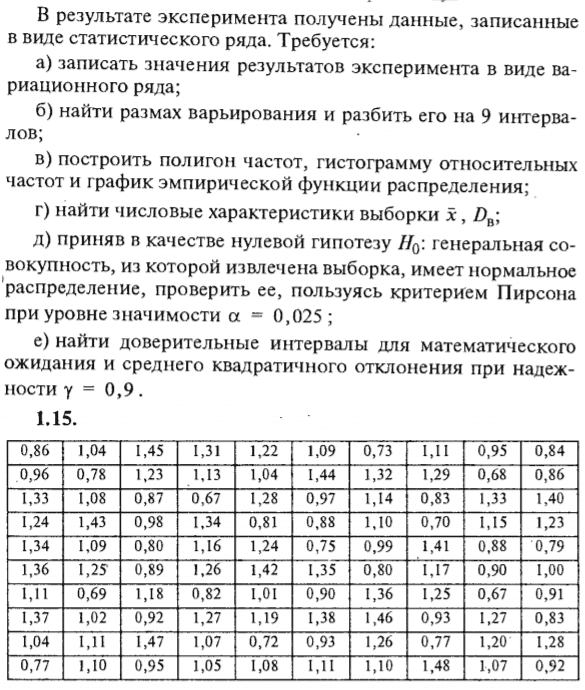 В результате эксперимента получены данные, записанные
в виде статистического ряда. Требуется:
а) записать значения результатов эксперимента в виде ва-
риационного ряда;
б) найти размах варьирования и разбить его на 9 интерва-
лов;
в) построить полигон частот, гистограмму относительных
частот и график эмпирической функции распределения;
г) найти числовые характеристики выборки x̄, Dв;
д) приняв в качестве нулевой гипотезу H₀: генеральная со-
вокупность, из которой извлечена выборка, имеет нормальное
распределение, проверить ее, пользуясь критерием Пирсона
при уровне значимости α = 0,025;
е) найти доверительные интервалы для математического
ожидания и среднего квадратичного отклонения при надеж-
ности γ = 0,9.
1.15.
0,86 1,04 1,45 1,31 1,22 1,09 0,73 1,11 0,95 0,84
0,96 0,78 1,23 1,13 1,04 1,44 1,32 1,29 0,68 0,86
1,33 1,08 0,87 0,67 1,28 0,97 1,14 0,83 1,33 1,40
1,24 1,43 0,98 1,34 0,81 0,88 1,10 0,70 1,15 1,23
1,34 1,09 0,80 1,16 1,24 0,75 0,99 1,41 0,88 0,79
1,36 1,25 0,89 1,26 1,42 1,35 0,80 1,17 0,90 1,00
1,11 0,69 1,18 0,82 1,01 0,90 1,36 1,25 0,67 0,91
1,37 1,02 0,92 1,27 1,19 1,38 1,46 0,93 1,27 0,83
1,04 1,11 1,47 1,07 0,72 0,93 1,26 0,77 1,20 1,28
0,77 1,10 0,95 1,05 1,08 1,11 1,10 1,48 1,07 0,92